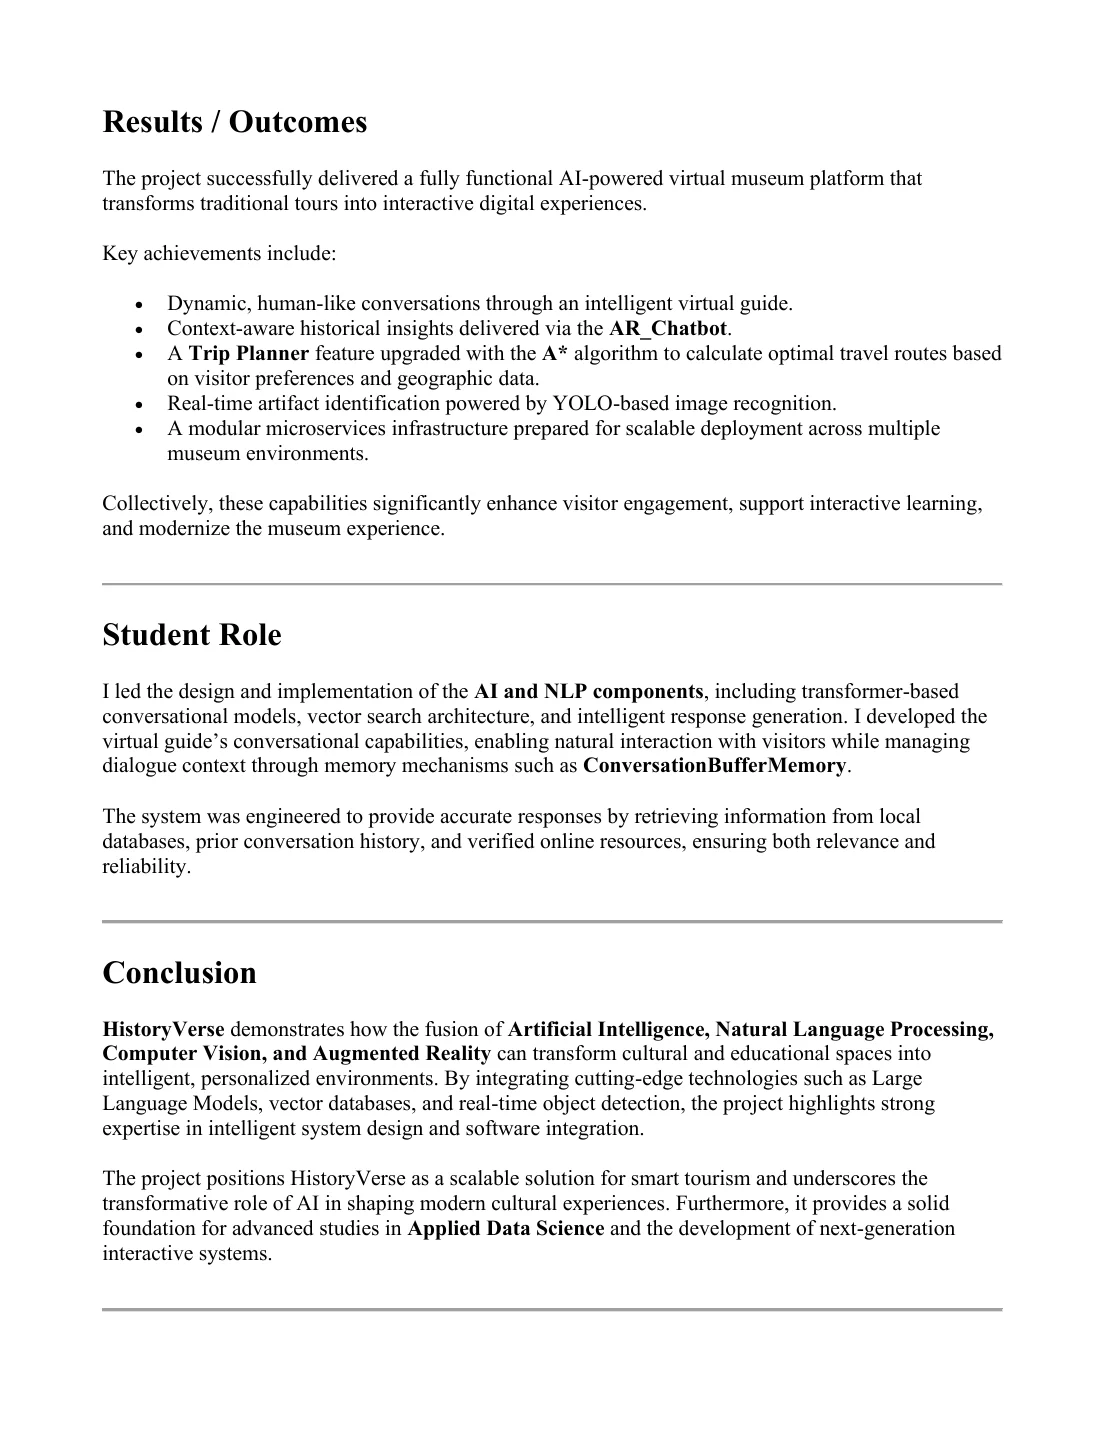 Results / Outcomes
The project successfully delivered a fully functional AI-powered virtual museum platform that
transforms traditional tours into interactive digital experiences.
Key achievements include:
• Dynamic, human-like conversations through an intelligent virtual guide.
• Context-aware historical insights delivered via the AR_Chatbot.
• A Trip Planner feature upgraded with the A* algorithm to calculate optimal travel routes based
on visitor preferences and geographic data.
• Real-time artifact identification powered by YOLO-based image recognition.
• A modular microservices infrastructure prepared for scalable deployment across multiple
museum environments.
Collectively, these capabilities significantly enhance visitor engagement, support interactive learning,
and modernize the museum experience.
Student Role
I led the design and implementation of the AI and NLP components, including transformer-based
conversational models, vector search architecture, and intelligent response generation. I developed the
virtual guide’s conversational capabilities, enabling natural interaction with visitors while managing
dialogue context through memory mechanisms such as ConversationBufferMemory.
The system was engineered to provide accurate responses by retrieving information from local
databases, prior conversation history, and verified online resources, ensuring both relevance and
reliability.
Conclusion
HistoryVerse demonstrates how the fusion of Artificial Intelligence, Natural Language Processing,
Computer Vision, and Augmented Reality can transform cultural and educational spaces into
intelligent, personalized environments. By integrating cutting-edge technologies such as Large
Language Models, vector databases, and real-time object detection, the project highlights strong
expertise in intelligent system design and software integration.
The project positions HistoryVerse as a scalable solution for smart tourism and underscores the
transformative role of AI in shaping modern cultural experiences. Furthermore, it provides a solid
foundation for advanced studies in Applied Data Science and the development of next-generation
interactive systems.